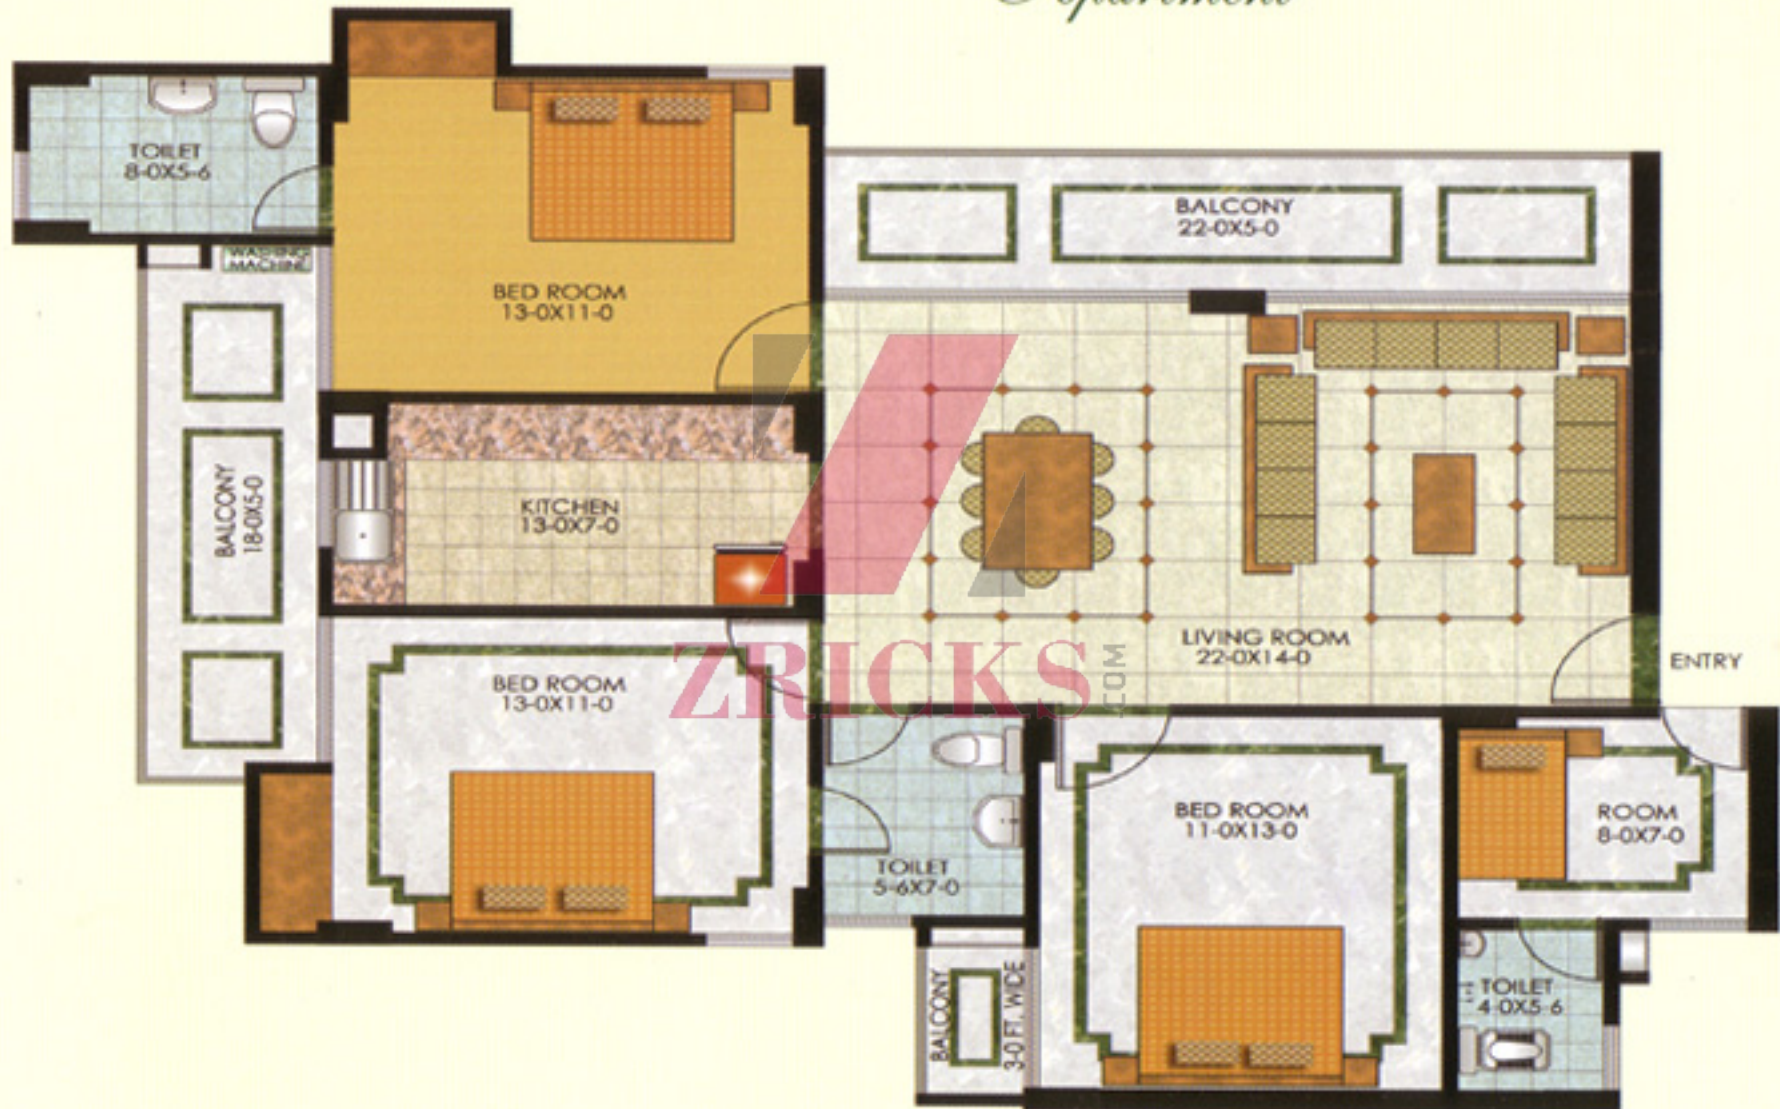 Apartment
TOILET
8-0X5-6
WASHING
MACHINE
BED ROOM
13-0X11-0
BALCONY
22-0X5-0
BALCONY
18-0X5-0
KITCHEN
13-0X7-0
LIVING ROOM
22-0X14-0
ENTRY
ZRICKS
.COM
BED ROOM
13-0X11-0
TOILET
5-6X7-0
BED ROOM
11-0X13-0
ROOM
8-0X7-0
BALCONY
3-0 FT. WIDE
TOILET
4-0X5-6